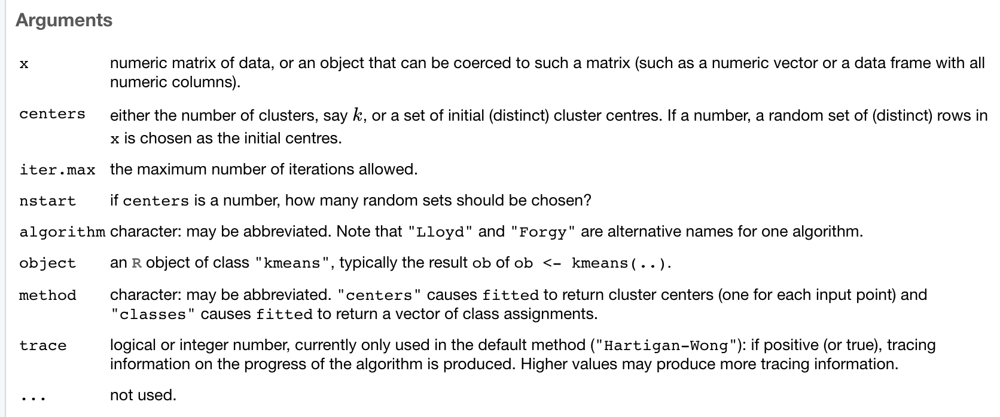 Arguments
x numeric matrix of data, or an object that can be coerced to such a matrix (such as a numeric vector or a data frame with all
numeric columns).
centers either the number of clusters, say k, or a set of initial (distinct) cluster centres. If a number, a random set of (distinct) rows in
x is chosen as the initial centres.
iter.max the maximum number of iterations allowed.
nstart if centers is a number, how many random sets should be chosen?
algorithm character: may be abbreviated. Note that "Lloyd" and "Forgy" are alternative names for one algorithm.
object an R object of class "kmeans", typically the result ob of ob <- kmeans(..).
method character: may be abbreviated. "centers" causes fitted to return cluster centers (one for each input point) and
"classes" causes fitted to return a vector of class assignments.
trace logical or integer number, currently only used in the default method ("Hartigan-Wong"): if positive (or true), tracing
information on the progress of the algorithm is produced. Higher values may produce more tracing information.
... not used.